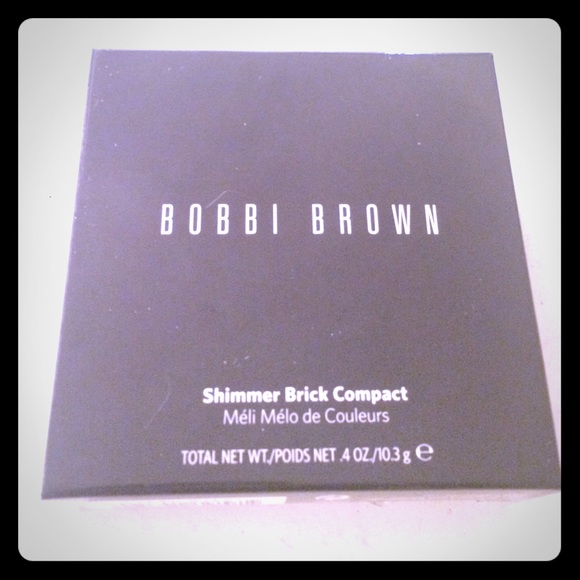 BOBBI BROWN
Shimmer Brick Compact
Méli Mélo de Couleurs
TOTAL NET WT./POIDS NET .4 OZ./10.3 g ℮